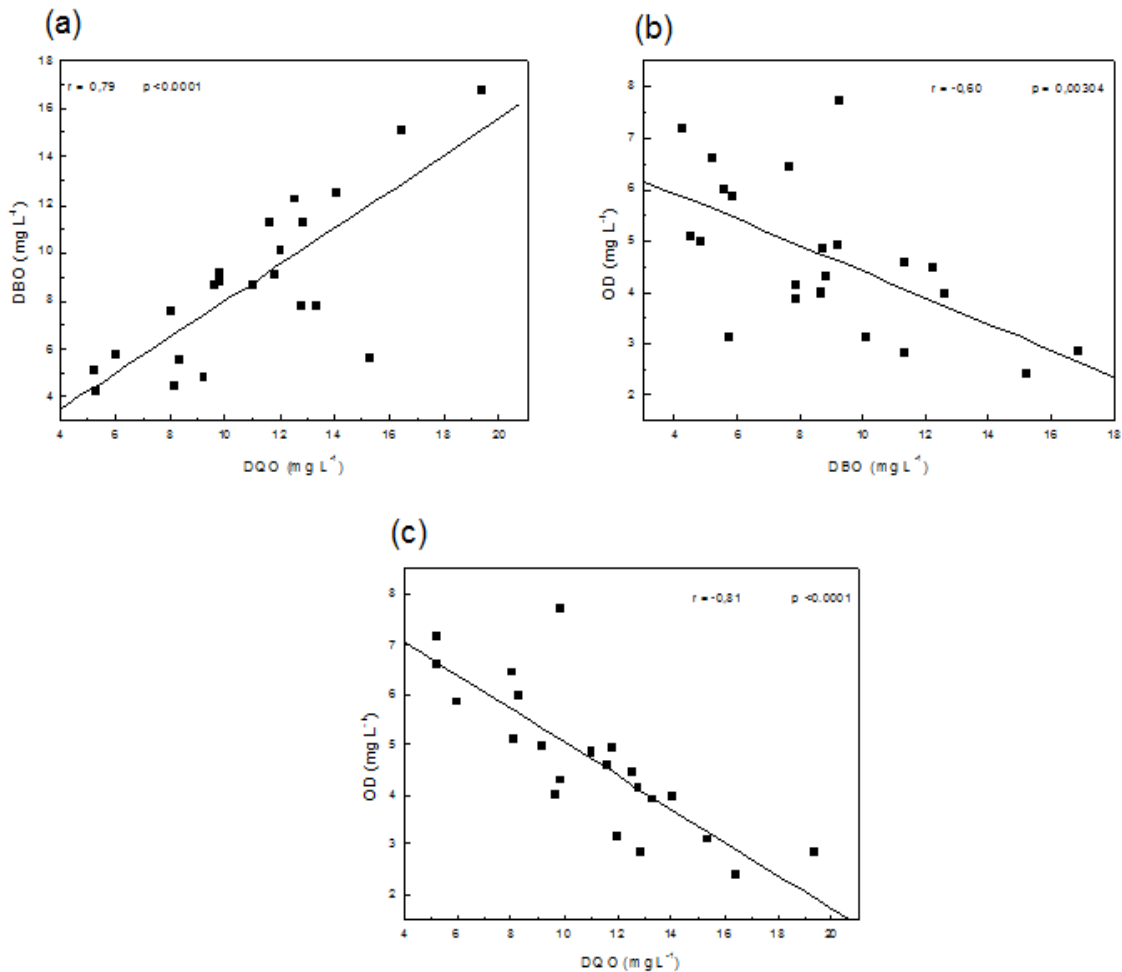 (a)
r = 0,79 p <0.0001
18
16
14
12
10
8
6
4
DBO (mg L⁻¹)
4 6 8 10 12 14 16 18 20
DQO (mg L⁻¹)
(b)
r = -0,60 p = 0,00304
8
7
6
5
4
3
2
OD (mg L⁻¹)
4 6 8 10 12 14 16 18
DBO (mg L⁻¹)
(c)
r = -0,81 p <0.0001
8
7
6
5
4
3
2
OD (mg L⁻¹)
4 6 8 10 12 14 16 18 20
DQO (mg L⁻¹)